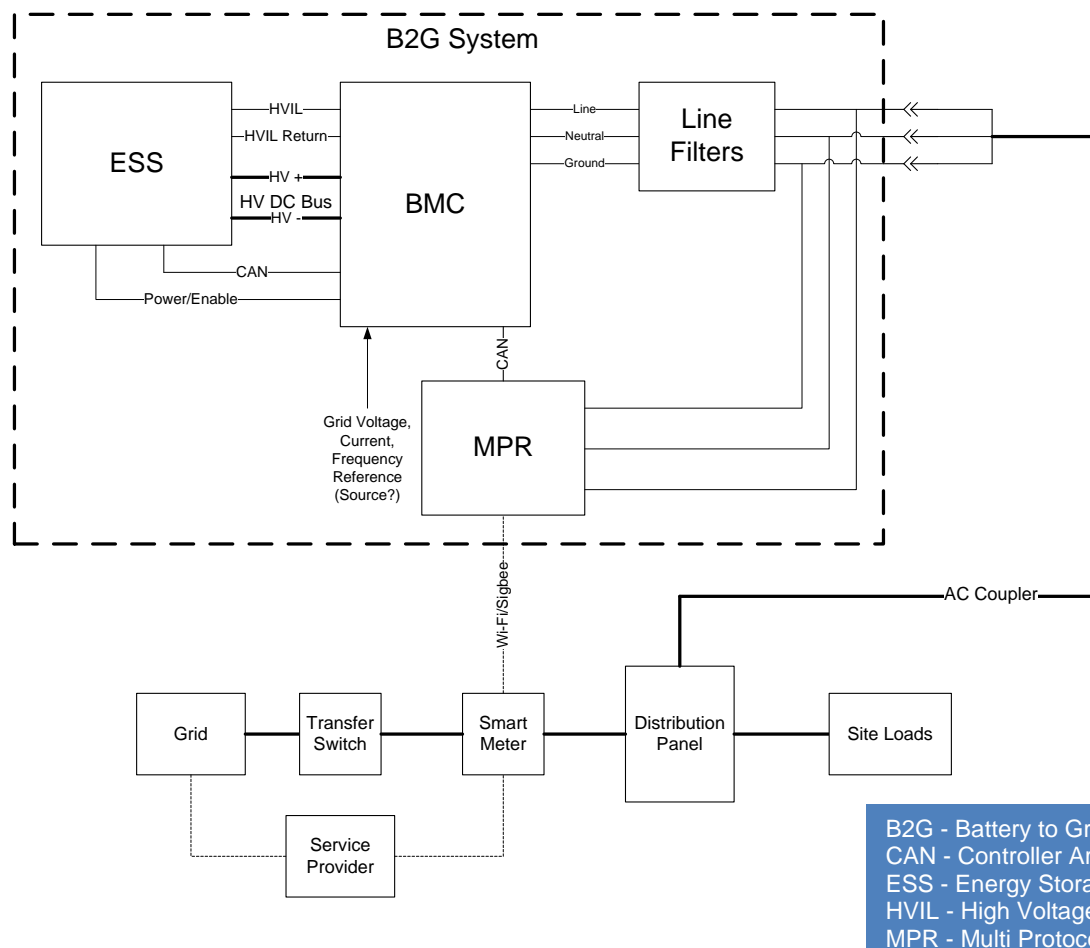 B2G System
ESS
HVIL
HVIL Return
HV +
HV DC Bus
HV -
CAN
Power/Enable
BMC
Line
Neutral
Ground
Line
Filters
CAN
Grid Voltage,
Current,
Frequency
Reference
(Source?)
MPR
Wi-Fi/Sigbee
AC Coupler
Grid
Transfer
Switch
Smart
Meter
Distribution
Panel
Site Loads
Service
Provider
B2G - Battery to Gr
CAN - Controller Ar
ESS - Energy Stora
HVIL - High Voltage
MPR - Multi Protoco